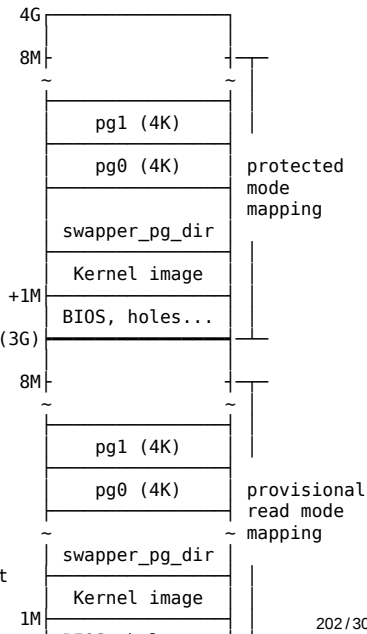 4G
8M
~ ~
pg1 (4K)
pg0 (4K)
protected
mode
mapping
swapper_pg_dir
Kernel image
+1M
BIOS, holes...
(3G)
8M
~ ~
pg1 (4K)
pg0 (4K)
provisional
read mode
mapping
~ ~
swapper_pg_dir
t
Kernel image
1M
202/30